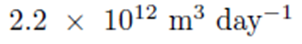 2.2 × 10¹² m³ day⁻¹